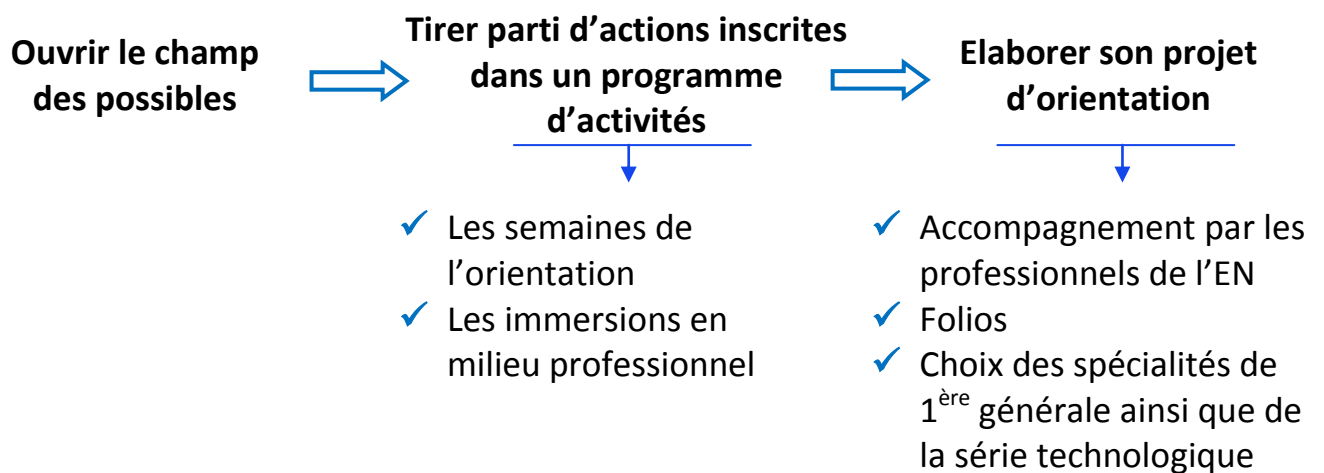 Ouvrir le champ
des possibles
Tirer parti d’actions inscrites
dans un programme
d’activités
Elaborer son projet
d’orientation
✓ Les semaines de
l’orientation
✓ Les immersions en
milieu professionnel
✓ Accompagnement par les
professionnels de l’EN
✓ Folios
✓ Choix des spécialités de
1ère générale ainsi que de
la série technologique